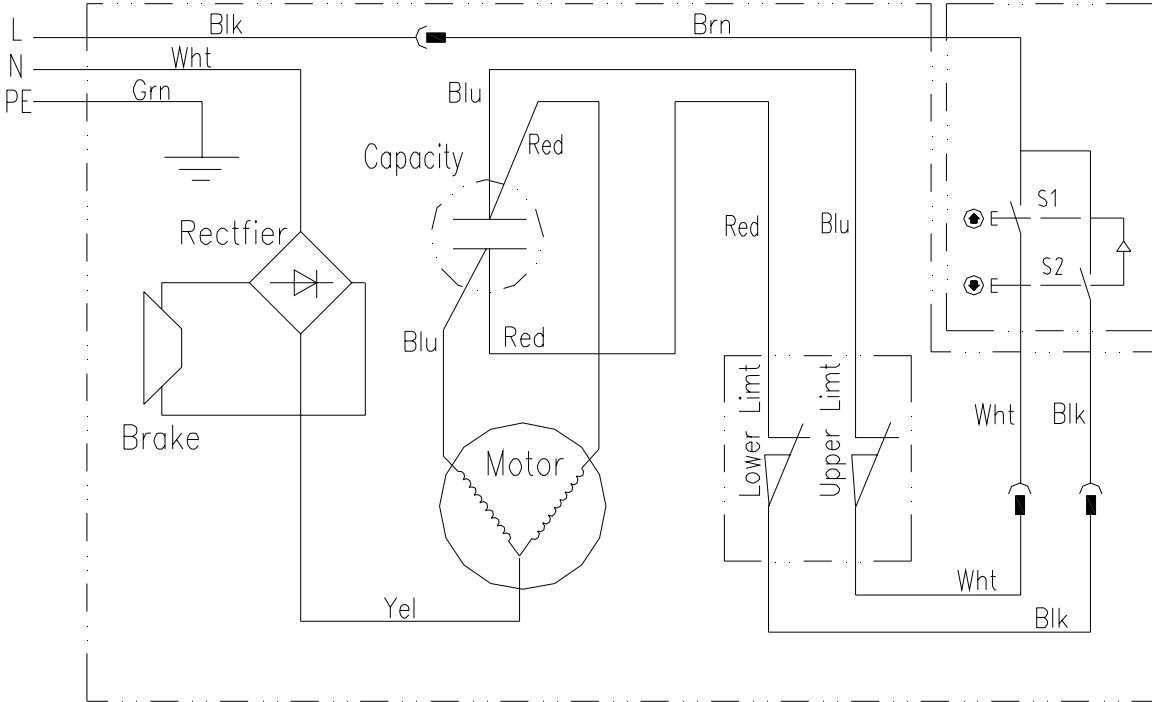 L
Blk
Brn
N
Wht
PE
Grn
Blu
Red
Capacity
Rectfier
Red
Blu
S1
E
S2
E
Blu
Red
Brake
Motor
Lower Limt
Upper Limt
Wht
Blk
Wht
Yel
Blk